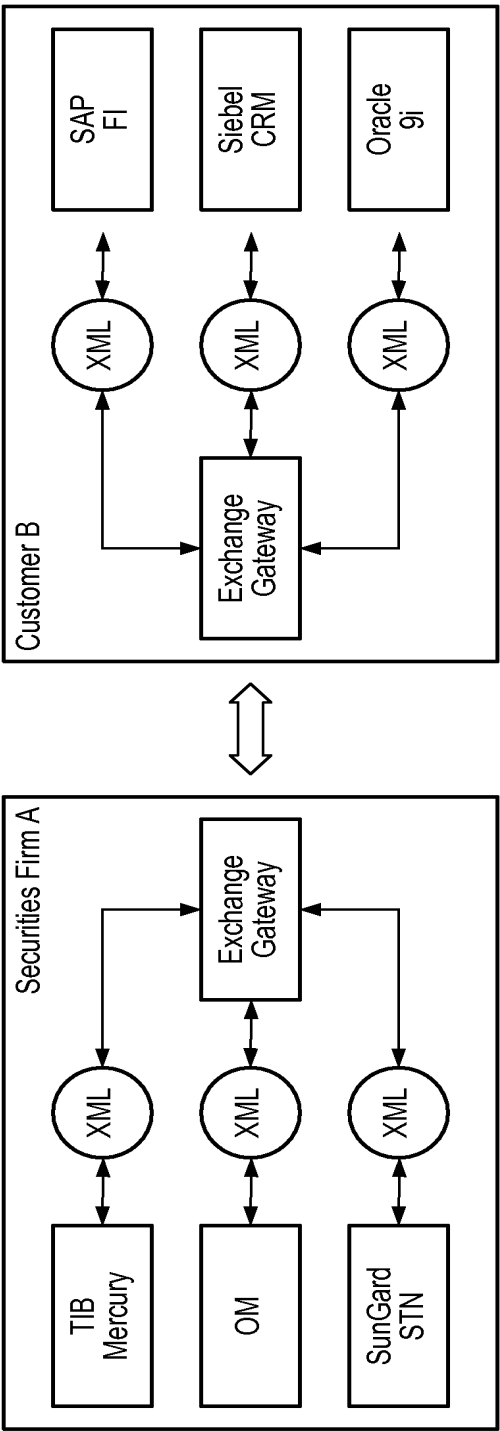 Securities Firm A
TIB
Mercury
XML
OM
XML
Exchange
Gateway
SunGard
STN
XML
Customer B
XML
SAP
FI
Exchange
Gateway
XML
Siebel
CRM
XML
Oracle
9i